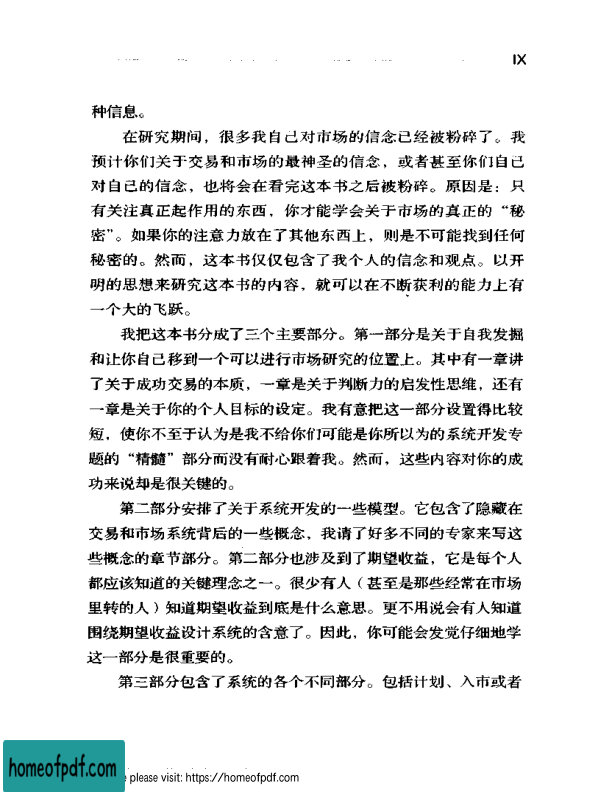 IX
种信息。
在研究期间，很多我自己对市场的信念已经被粉碎了。我
预计你们关于交易和市场的最神圣的信念，或者甚至你们自已
对自己的信念，也将会在看完这本书之后被粉碎。原因是：只
有关注真正起作用的东西，你才能学会关于市场的真正的“秘
密”。如果你的注意力放在了其他东西上，则是不可能找到任何
秘密的。然而，这本书仅仅包含了我个人的信念和观点。以开
明的思想来研究这本书的内容，就可以在不断获利的能力上有
一个大的飞跃。
我把这本书分成了三个主要部分。第一部分是关于自我发掘
和让你自己移到一个可以进行市场研究的位置上。其中有一章讲
了关于成功交易的本质，一章是关于判断力的启发性思维，还有
一章是关于你的个人目标的设定。我有意把这一部分设置得比较
短，使你不至于认为是我不给你们可能是你所以为的系统开发专
题的“精髓”部分而没有耐心跟着我。然而，这些内容对你的成
功来说却是很关键的。
第二部分安排了关于系统开发的一些模型。它包含了隐藏在
交易和市场系统背后的一些概念，我请了好多不同的专家来写这
些概念的章节部分。第二部分也涉及到了期望收益，它是每个人
都应该知道的关键理念之一。很少有人（甚至是那些经常在市场
里转的人）知道期望收益到底是什么意思。更不用说会有人知道
围绕期望收益设计系统的含意了。因此，你可能会发觉仔细地学
这一部分是很重要的。
第三部分包含了系统的各个不同部分。包括计划、入市或者
homeofpdf.com
please visit: https://homeofpdf.com